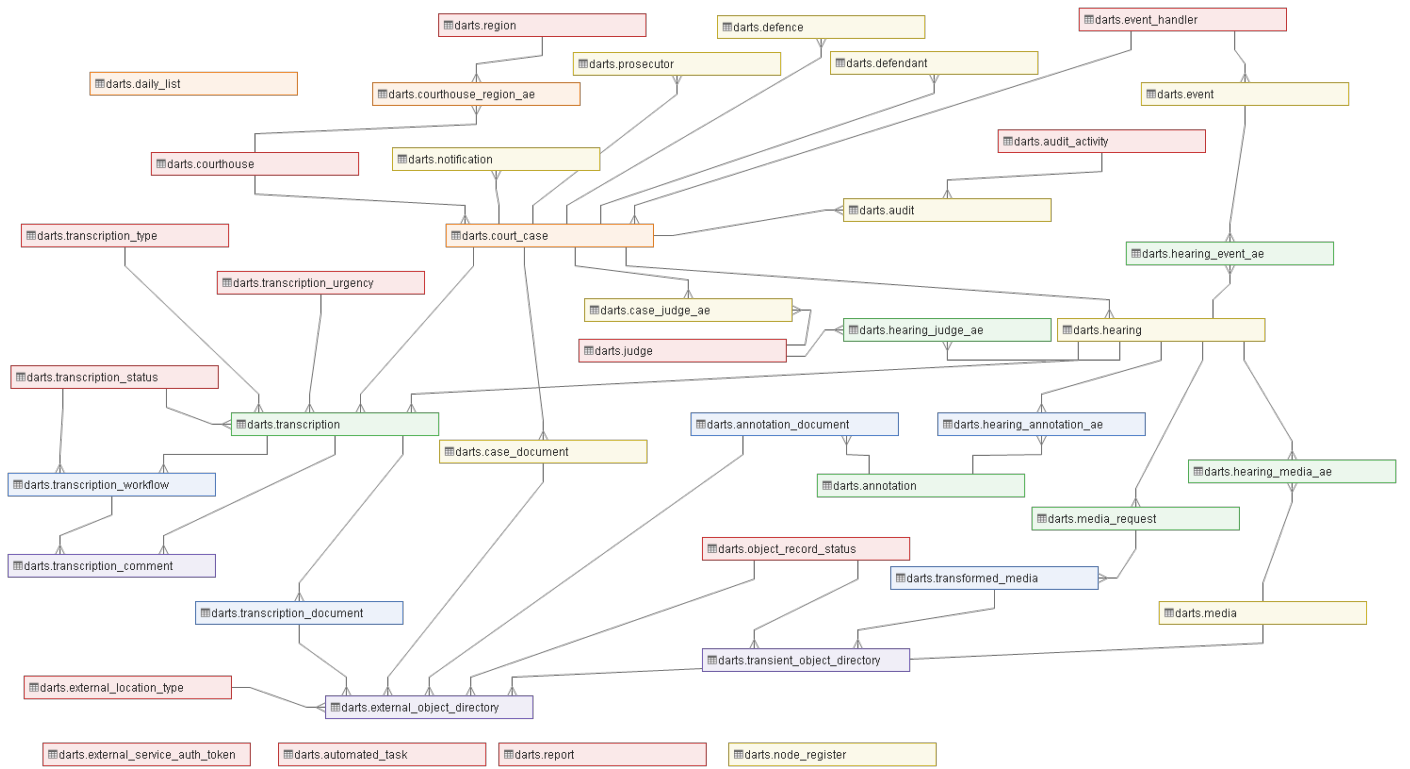 darts.region
darts.defence
darts.event_handler
darts.prosecutor
darts.defendant
darts.daily_list
darts.courthouse_region_ae
darts.event
darts.audit_activity
darts.courthouse
darts.notification
darts.audit
darts.transcription_type
darts.court_case
darts.hearing_event_ae
darts.transcription_urgency
darts.case_judge_ae
darts.hearing_judge_ae
darts.hearing
darts.judge
darts.transcription_status
darts.transcription
darts.annotation_document
darts.hearing_annotation_ae
darts.case_document
darts.hearing_media_ae
darts.transcription_workflow
darts.annotation
darts.media_request
darts.object_record_status
darts.transcription_comment
darts.transformed_media
darts.transcription_document
darts.media
darts.transient_object_directory
darts.external_location_type
darts.external_object_directory
darts.external_service_auth_token
darts.automated_task
darts.report
darts.node_register